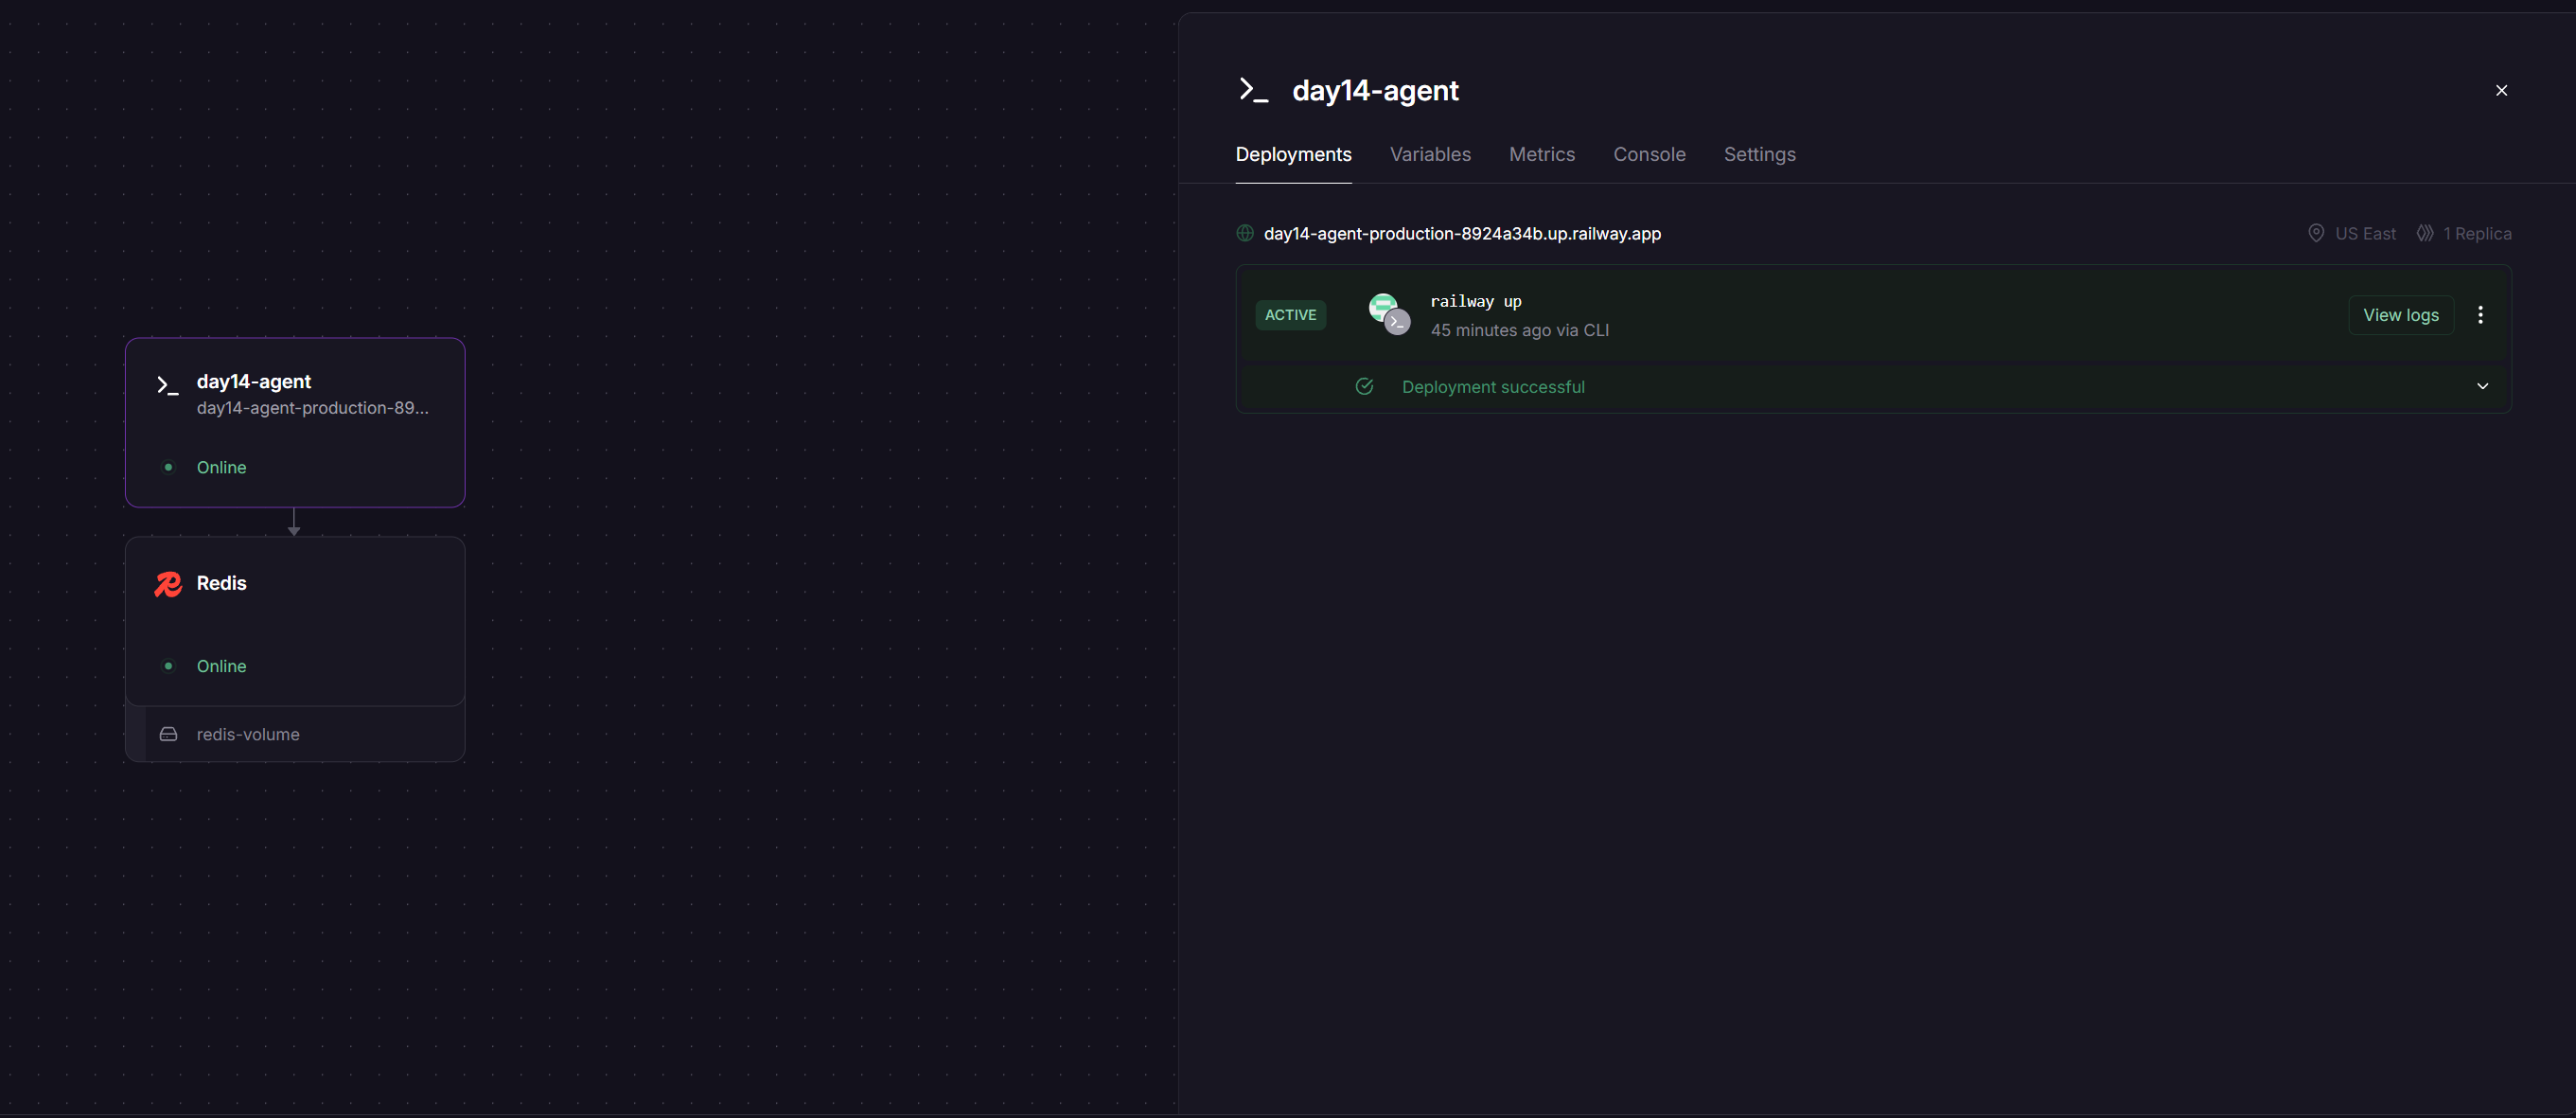 day14-agent
day14-agent-production-89...
Online
Redis
Online
redis-volume
day14-agent
Deployments Variables Metrics Console Settings
day14-agent-production-8924a34b.up.railway.app US East 1 Replica
ACTIVE railway up View logs
45 minutes ago via CLI
Deployment successful